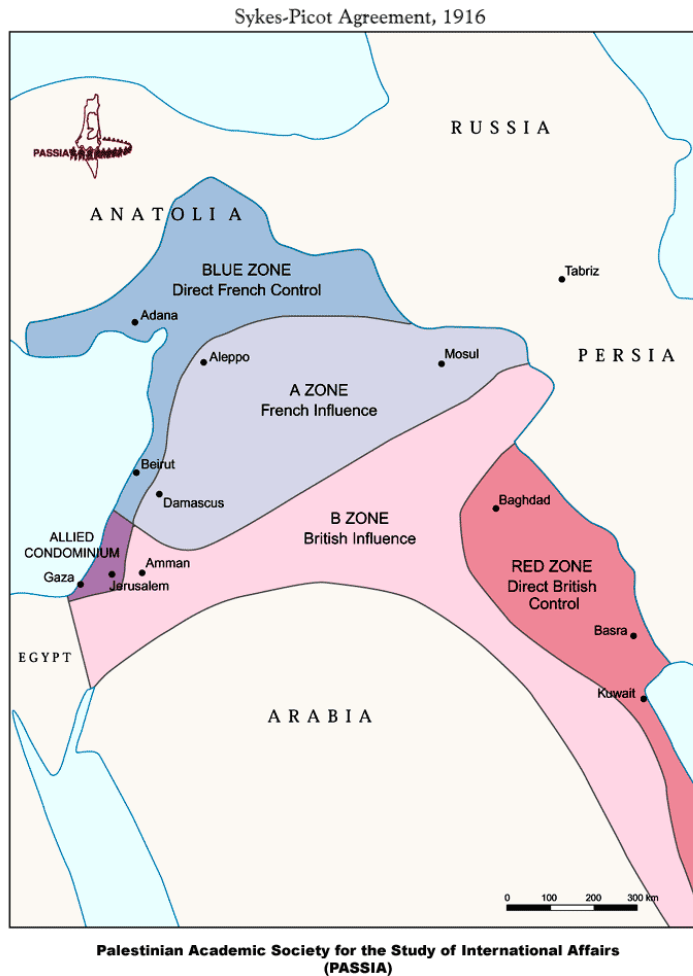 Sykes-Picot Agreement, 1916
RUSSIA
PASSIA
ANATOLIA
BLUE ZONE
Direct French Control
Tabriz
Adana
PERSIA
Aleppo
Mosul
A ZONE
French Influence
Beirut
Damascus
Baghdad
B ZONE
British Influence
ALLIED
CONDOMINIUM
Amman
Gaza
Jerusalem
RED ZONE
Direct British
Control
Basra
EGYPT
Kuwait
ARABIA
0 100 200 300 km
Palestinian Academic Society for the Study of International Affairs
(PASSIA)